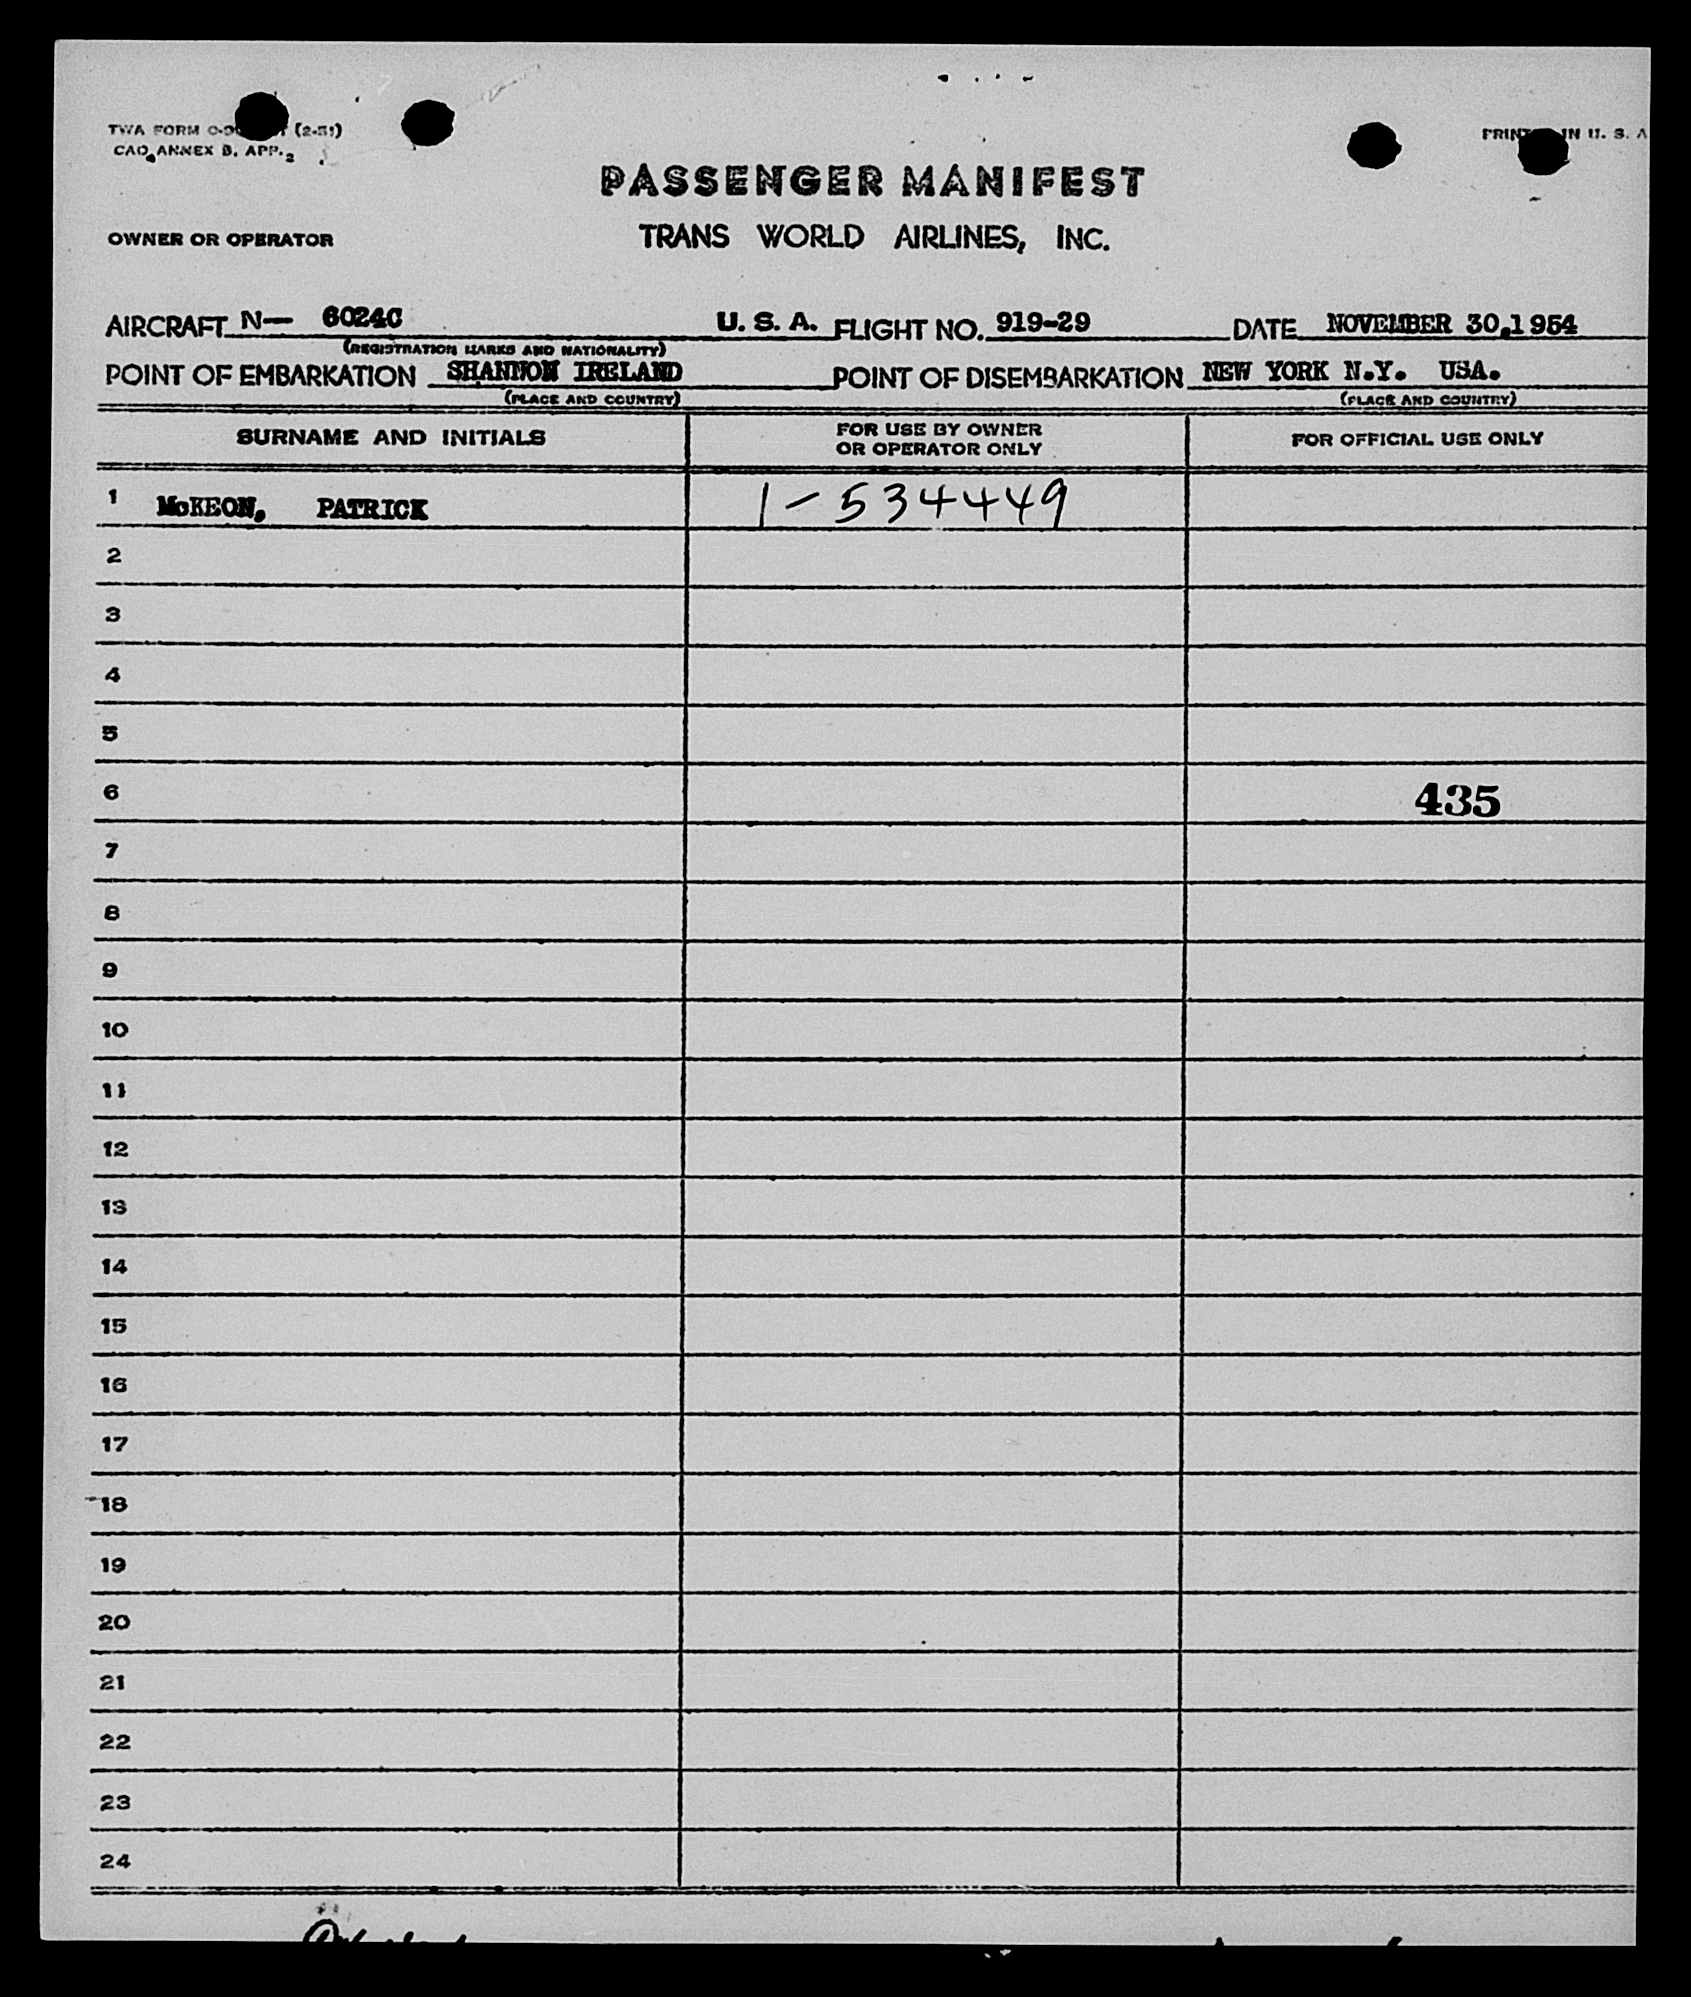 TWA FORM (2-51)
CAO ANNEX B. APP. 2
PRINTED IN U. S. A
PASSENGER MANIFEST
OWNER OR OPERATOR TRANS WORLD AIRLINES, INC.
AIRCRAFT N— 6024C U. S. A. FLIGHT NO. 919-29 DATE NOVEMBER 30,1954
(REGISTRATION MARKS AND NATIONALITY)
POINT OF EMBARKATION SHANNON IRELAND POINT OF DISEMBARKATION NEW YORK N.Y. USA.
(PLACE AND COUNTRY) (PLACE AND COUNTRY)
SURNAME AND INITIALS FOR USE BY OWNER OR OPERATOR ONLY FOR OFFICIAL USE ONLY
1 McKEON, PATRICK 1-534449
2
3
4
5
6 435
7
8
9
10
11
12
13
14
15
16
17
18
19
20
21
22
23
24